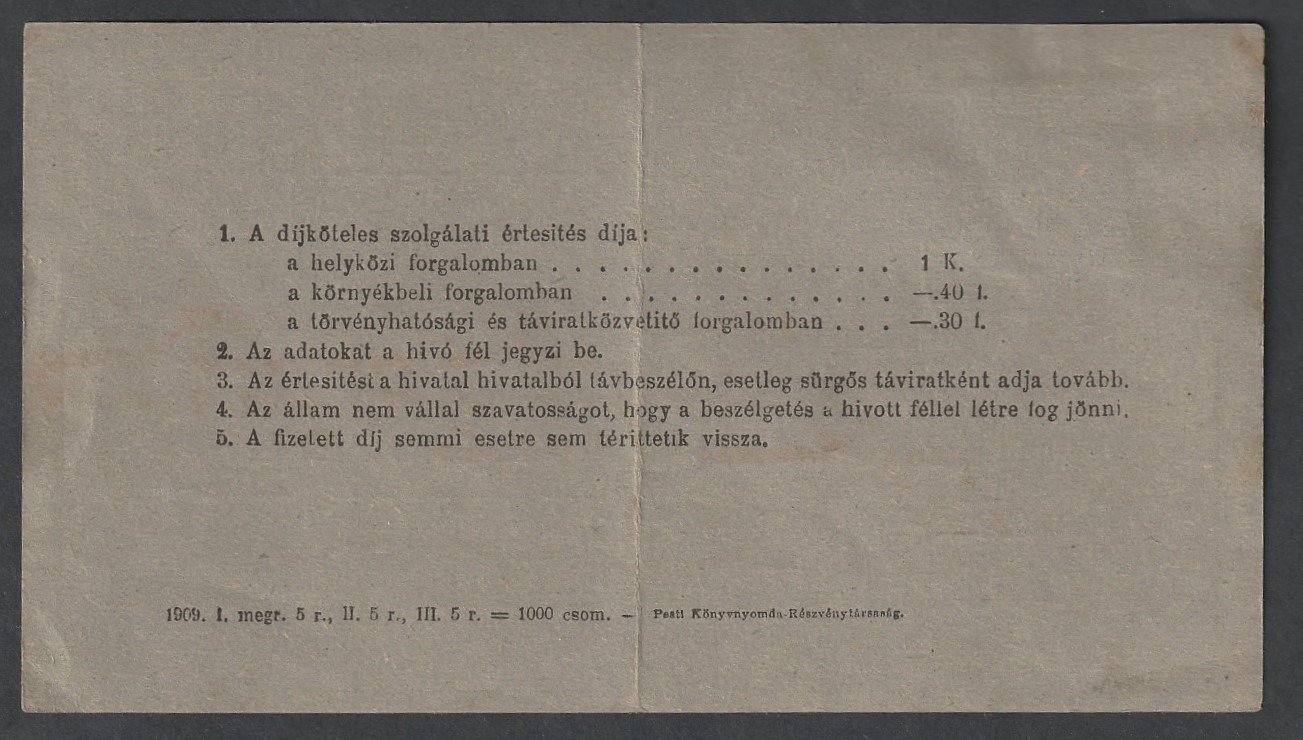 1. A díjköteles szolgálati értesités díja:
a helyközi forgalomban . . . . . . . . . . . . . . . 1 K.
a környékbeli forgalomban . . . . . . . . . . . . . —.40 f.
a törvényhatósági és táviratközvetitő forgalomban . . . —.30 f.
2. Az adatokat a hivó fél jegyzi be.
3. Az értesitést a hivatal hivatalból távbeszélőn, esetleg sürgős táviratként adja tovább.
4. Az állam nem vállal szavatosságot, hogy a beszélgetés a hivott féllel létre fog jönni.
5. A fizetett díj semmi esetre sem térittetik vissza.
1909. I. megr. 5 r., II. 5 r., III. 5 r. = 1000 csom. — Pesti Könyvnyomda-Részvénytársaság.